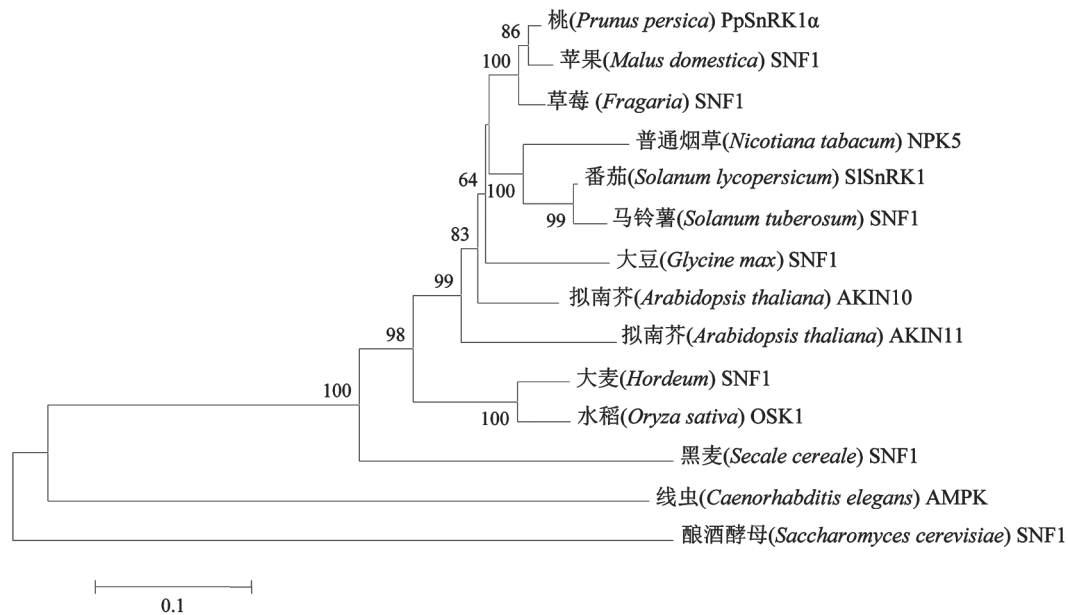 86
桃(Prunus persica) PpSnRK1α
100
苹果(Malus domestica) SNF1
草莓 (Fragaria) SNF1
普通烟草(Nicotiana tabacum) NPK5
64
100
番茄(Solanum lycopersicum) SlSnRK1
99
马铃薯(Solanum tuberosum) SNF1
83
大豆(Glycine max) SNF1
99
拟南芥(Arabidopsis thaliana) AKIN10
98
拟南芥(Arabidopsis thaliana) AKIN11
大麦(Hordeum) SNF1
100
100
水稻(Oryza sativa) OSK1
黑麦(Secale cereale) SNF1
线虫(Caenorhabditis elegans) AMPK
酿酒酵母(Saccharomyces cerevisiae) SNF1
0.1